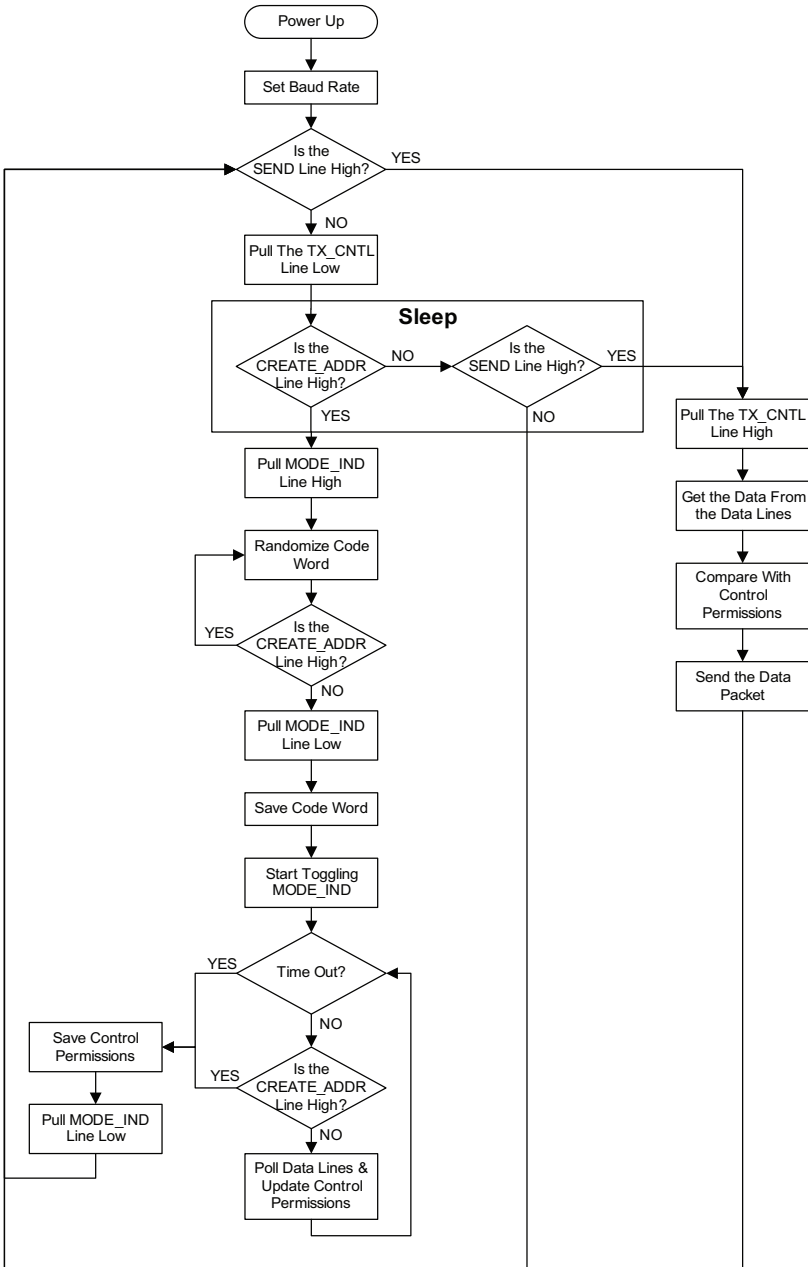 Power Up
Set Baud Rate
Is the
SEND Line High?
YES
NO
Pull The TX_CNTL
Line Low
Sleep
Is the
CREATE_ADDR
Line High?
NO
YES
Is the
SEND Line High?
YES
NO
Pull The TX_CNTL
Line High
Get the Data From
the Data Lines
Compare With
Control
Permissions
Send the Data
Packet
Pull MODE_IND
Line High
Randomize Code
Word
Is the
CREATE_ADDR
Line High?
YES
NO
Pull MODE_IND
Line Low
Save Code Word
Start Toggling
MODE_IND
Time Out?
YES
NO
Is the
CREATE_ADDR
Line High?
YES
NO
Save Control
Permissions
Pull MODE_IND
Line Low
Poll Data Lines &
Update Control
Permissions